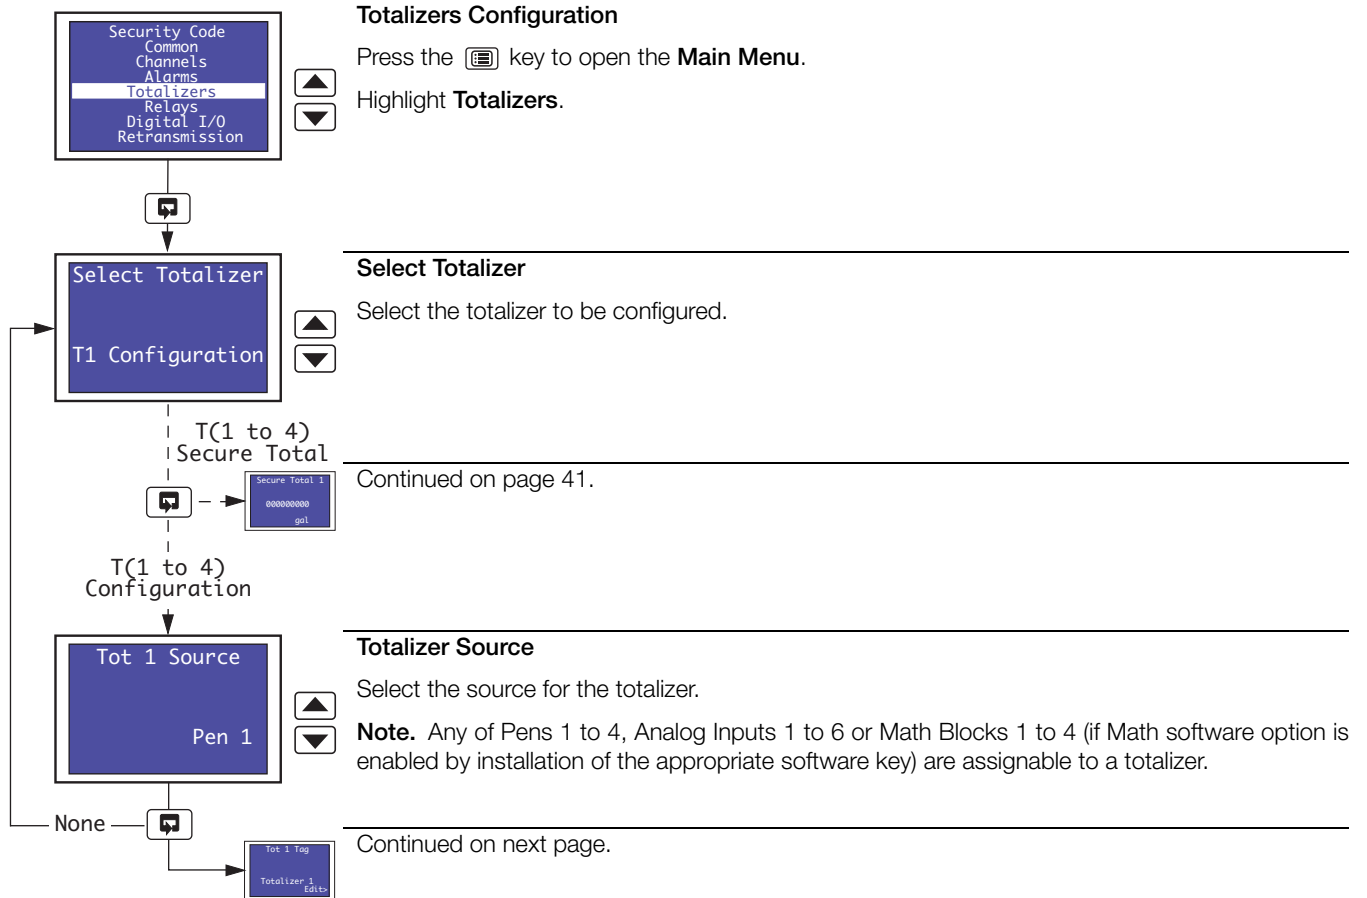 Totalizers Configuration
Security Code
Common
Channels
Alarms
Totalizers
Relays
Digital I/O
Retransmission
Press the key to open the Main Menu.
Highlight Totalizers.
Select Totalizer
T1 Configuration
Select Totalizer
Select the totalizer to be configured.
T(1 to 4)
Secure Total
Secure Total 1
000000000
gal
Continued on page 41.
T(1 to 4)
Configuration
Tot 1 Source
Pen 1
Totalizer Source
Select the source for the totalizer.
Note. Any of Pens 1 to 4, Analog Inputs 1 to 6 or Math Blocks 1 to 4 (if Math software option is
enabled by installation of the appropriate software key) are assignable to a totalizer.
None
Tot 1 Tag
Totalizer 1
Edit>
Continued on next page.